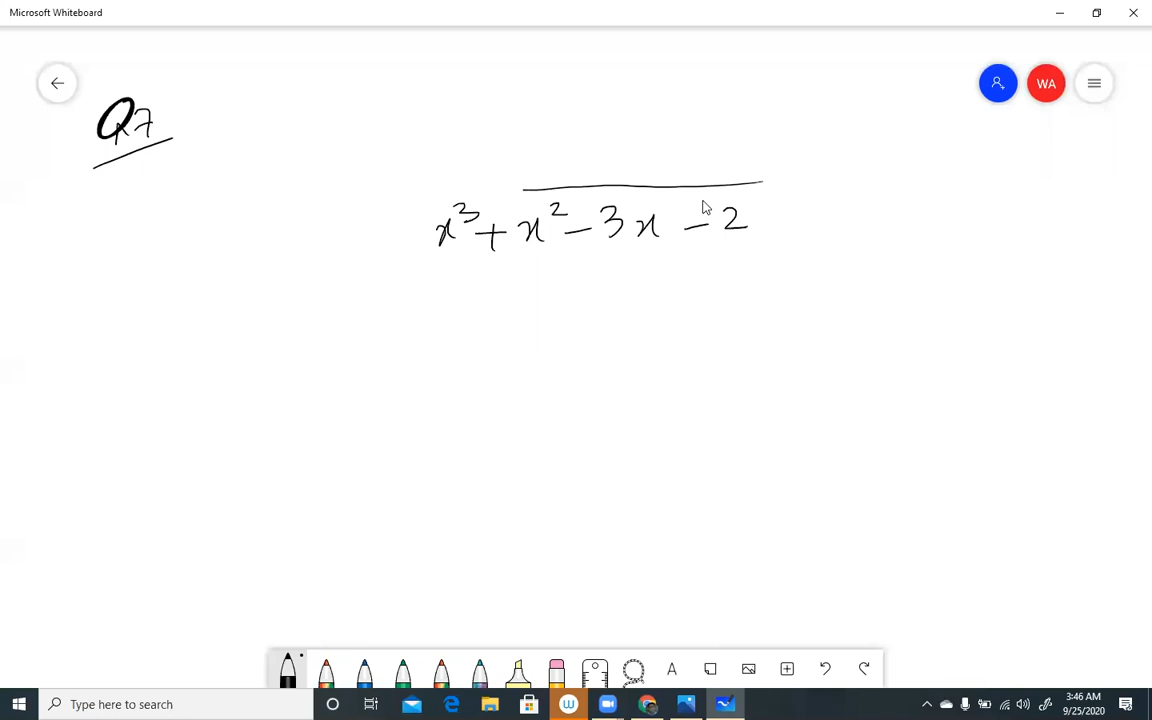 Microsoft Whiteboard
WA
Q7
x³ + x² - 3x - 2
A
Type here to search
W
3:46 AM
9/25/2020